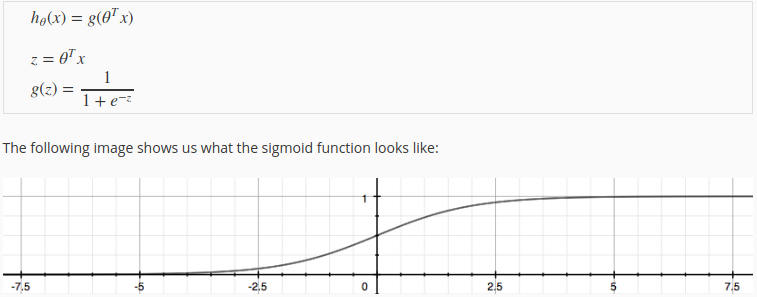 hθ(x) = g(θᵀx)
z = θᵀx
g(z) = 1 / (1 + e⁻ᶻ)
The following image shows us what the sigmoid function looks like:
1
-7,5 -5 -2,5 0 2,5 5 7,5